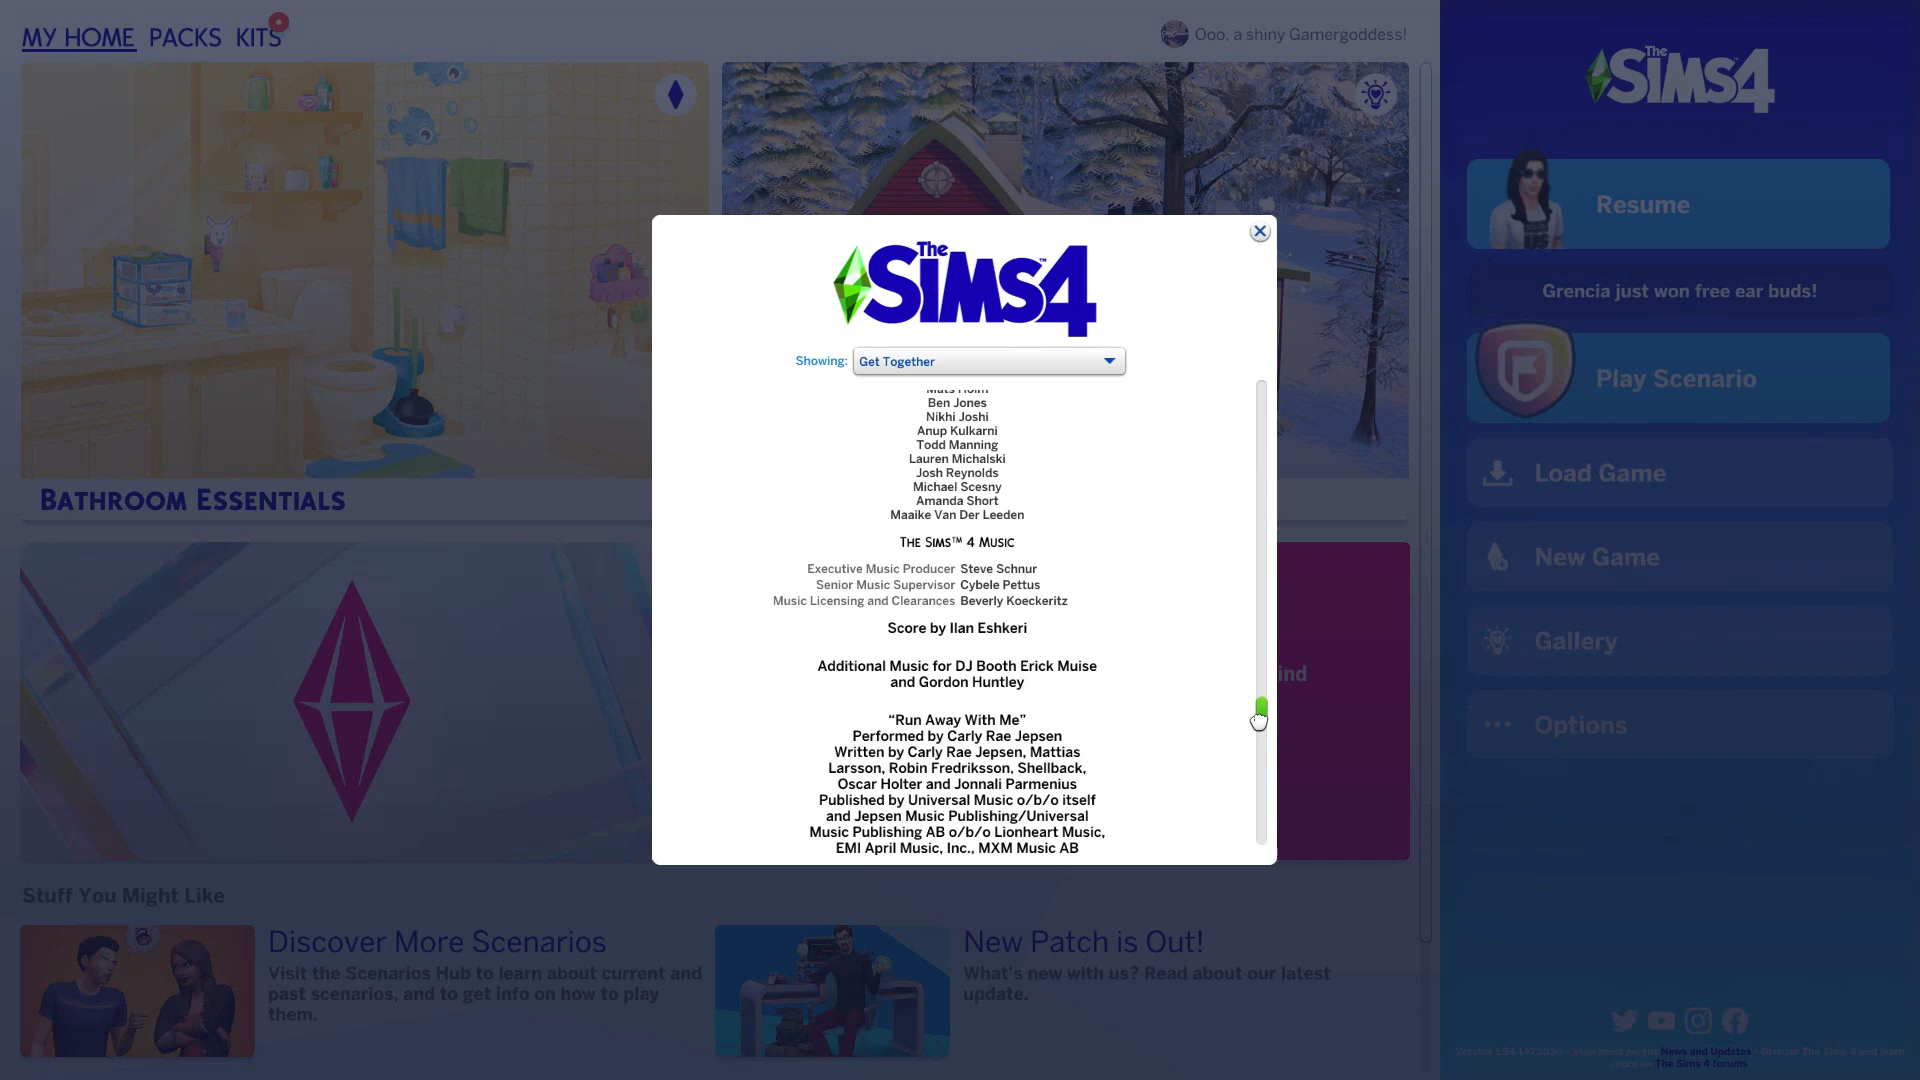 MY HOME PACKS KITS
Ooo, a shiny Gamergoddess!
BATHROOM ESSENTIALS
ind
Stuff You Might Like
Discover More Scenarios
Visit the Scenarios Hub to learn about current and
past scenarios, and to get info on how to play
them.
New Patch is Out!
What's new with us? Read about our latest
update.
The SIMS 4
Showing: Get Together
Ben Jones
Nikhi Joshi
Anup Kulkarni
Todd Manning
Lauren Michalski
Josh Reynolds
Michael Scesny
Amanda Short
Maaike Van Der Leeden
THE SIMS™ 4 MUSIC
Executive Music Producer Steve Schnur
Senior Music Supervisor Cybele Pettus
Music Licensing and Clearances Beverly Koeckeritz
Score by Ilan Eshkeri
Additional Music for DJ Booth Erick Muise
and Gordon Huntley
“Run Away With Me”
Performed by Carly Rae Jepsen
Written by Carly Rae Jepsen, Mattias
Larsson, Robin Fredriksson, Shellback,
Oscar Holter and Jonnali Parmenius
Published by Universal Music o/b/o itself
and Jepsen Music Publishing/Universal
Music Publishing AB o/b/o Lionheart Music,
EMI April Music, Inc., MXM Music AB
The SIMS 4
Resume
Grencia just won free ear buds!
Play Scenario
Load Game
New Game
Gallery
Options
News and Updates
The Sims 4 forums